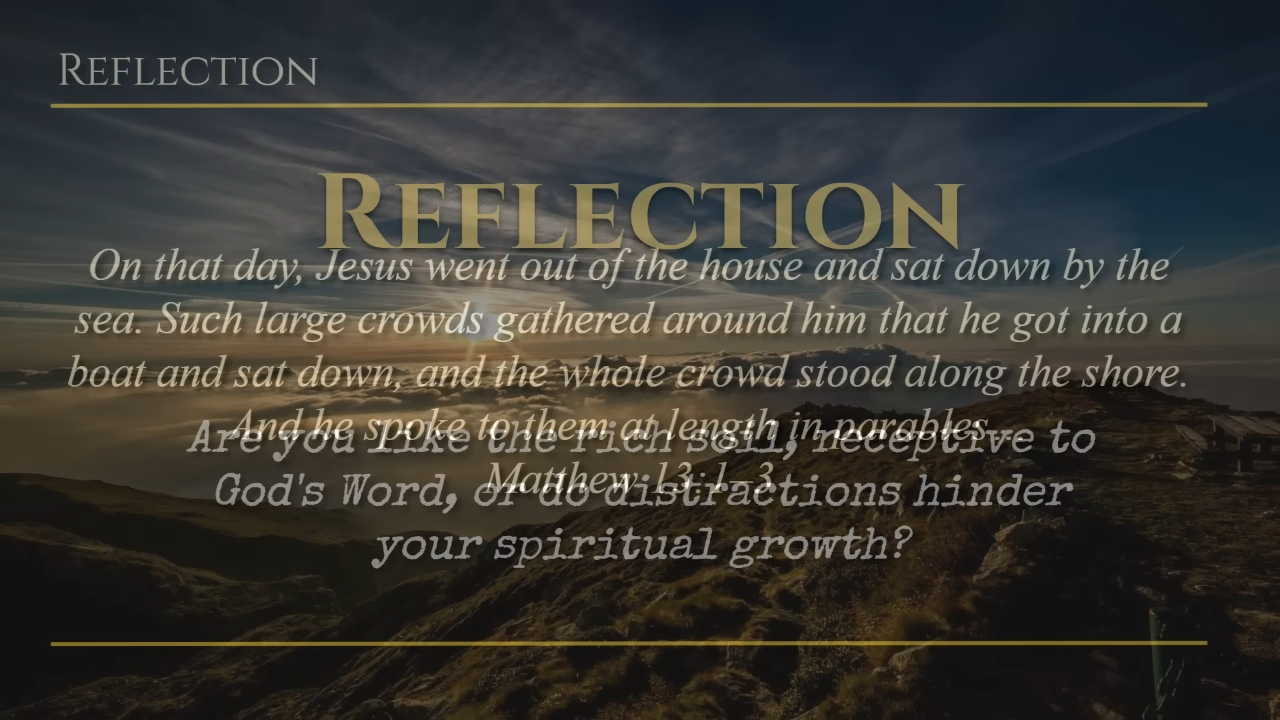 Reflection
Reflection
On that day, Jesus went out of the house and sat down by the
sea. Such large crowds gathered around him that he got into a
boat and sat down, and the whole crowd stood along the shore.
And he spoke to them at length in parables...
Matthew 13:1–3
Are you like the rich soil, receptive to
God's Word, or do distractions hinder
your spiritual growth?